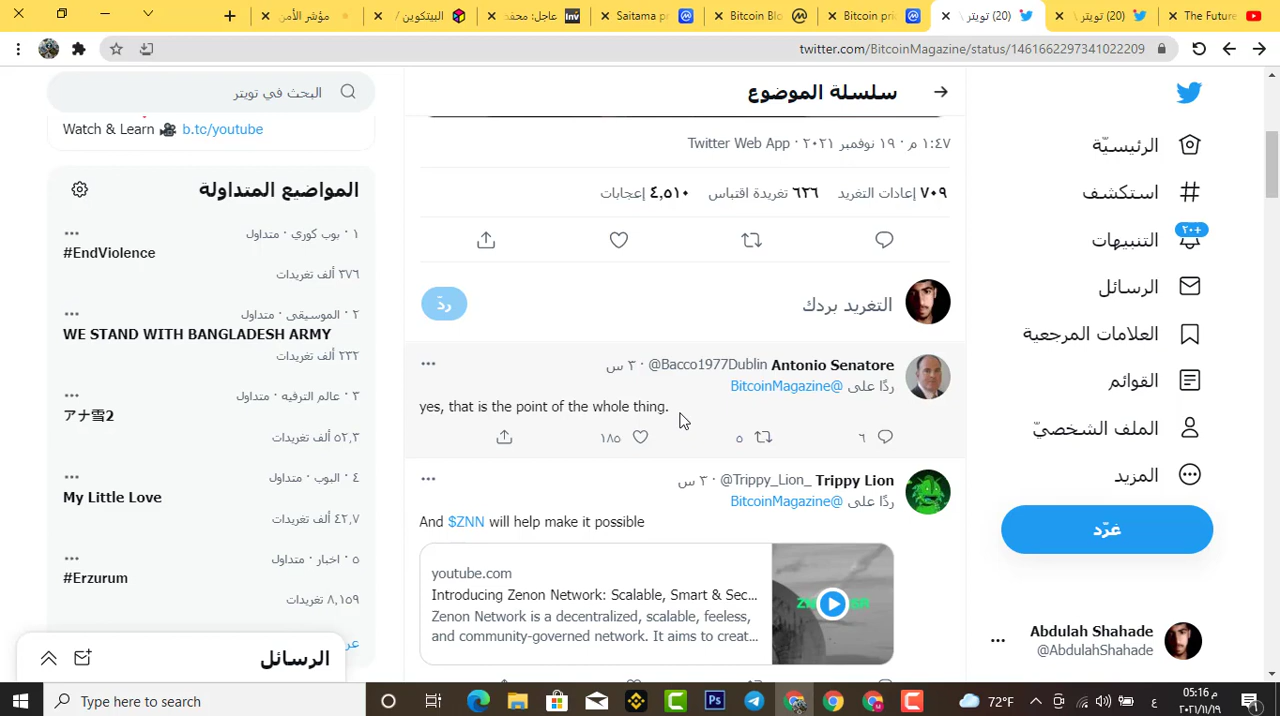 The Future
(20) تويتر \
(20) تويتر \
Bitcoin pri
Bitcoin Blo
Saitama pr
عاجل: محفد
البيتكوين /
مؤشر الأمن
twitter.com/BitcoinMagazine/status/1461662297341022209
الرئيسيّة
استكشف
٢٠+
التنبيهات
الرسائل
العلامات المرجعية
القوائم
الملف الشخصيّ
المزيد
غرّد
Abdulah Shahade
@AbdulahShahade
سلسلة الموضوع
١:٤٧ م · ١٩ نوفمبر ٢٠٢١ · Twitter Web App
٧٠٩ إعادات التغريد ٦٢٦ تغريدة اقتباس ٤,٥١٠ إعجابات
التغريد بردك
ردّ
Antonio Senatore @Bacco1977Dublin · ٣ س
ردًا على @BitcoinMagazine
yes, that is the point of the whole thing.
٦ ٥ ١٨٥
Trippy Lion @Trippy_Lion_ · ٣ س
ردًا على @BitcoinMagazine
And $ZNN will help make it possible
youtube.com
Introducing Zenon Network: Scalable, Smart & Sec...
Zenon Network is a decentralized, scalable, feeless,
and community-governed network. It aims to creat...
البحث في تويتر
Watch & Learn 🎥 b.tc/youtube
المواضيع المتداولة
١ · بوب كوري · متداول
#EndViolence
٣٧٦ ألف تغريدات
٢ · الموسيقى · متداول
WE STAND WITH BANGLADESH ARMY
٢٣٢ ألف تغريدات
٣ · عالم الترفيه · متداول
アナ雪2
٥٢,٣ ألف تغريدات
٤ · البوب · متداول
My Little Love
٤٢,٧ ألف تغريدات
٥ · اخبار · متداول
#Erzurum
٨,١٥٩ تغريدات
الرسائل
Type here to search
72°F
ع
05:16 م
٢٠٢١/١١/١٩